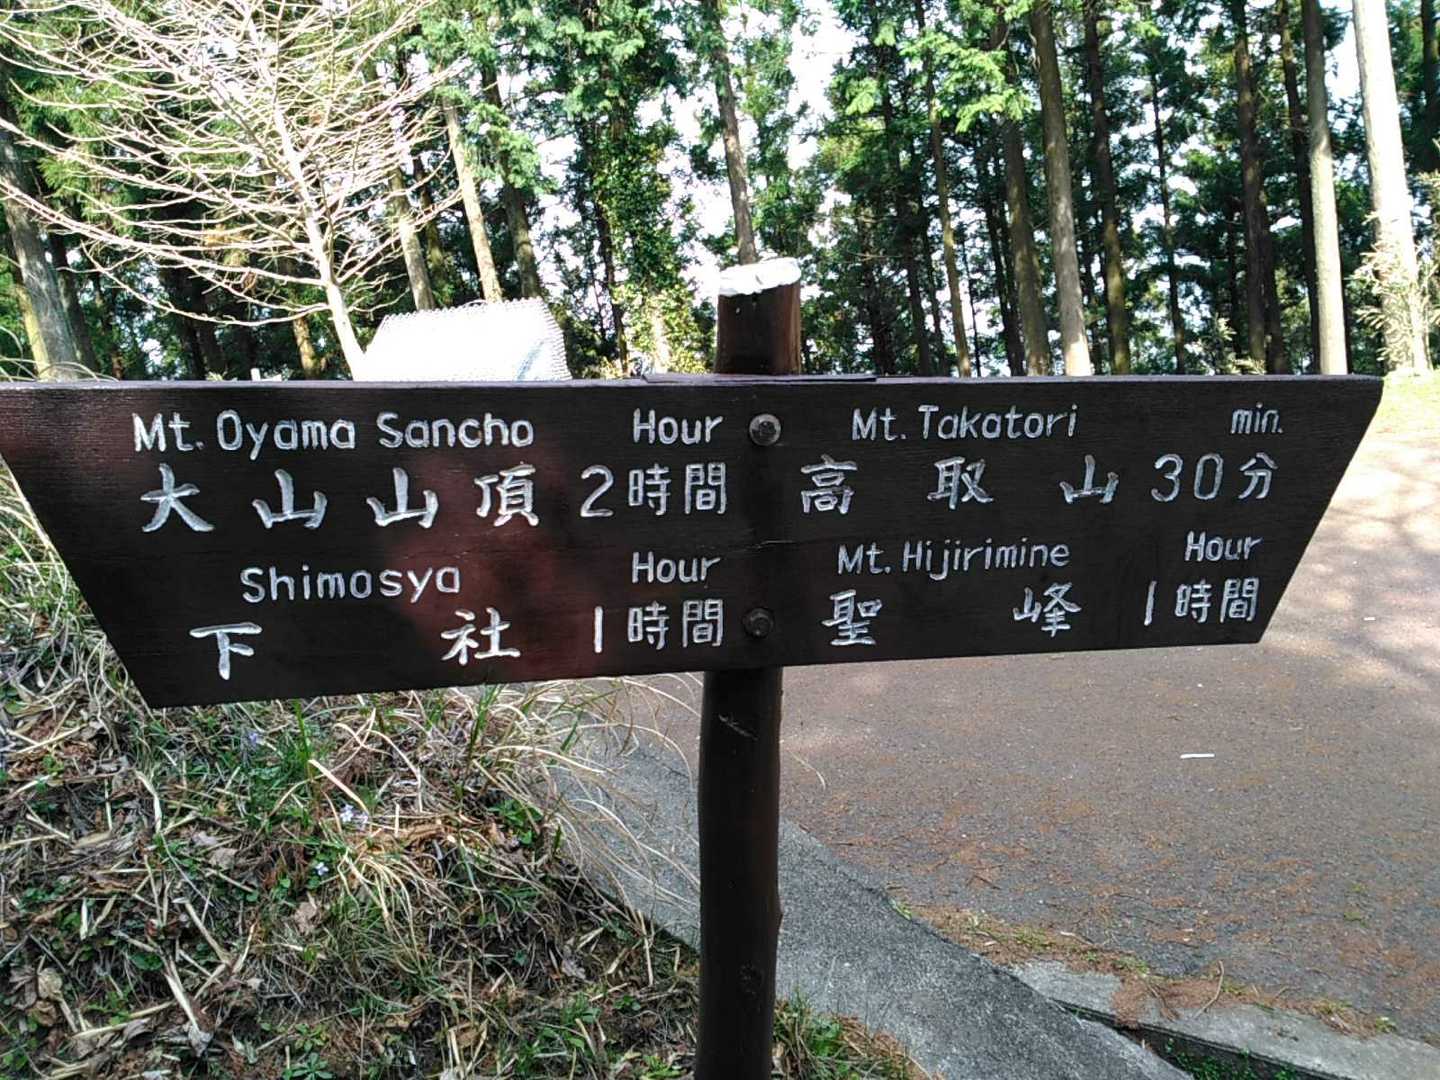 Mt. Oyama Sancho Hour
大山山頂 2時間
Shimosya Hour
下社 1時間
Mt. Takatori min.
高取山 30分
Mt. Hijirimine Hour
聖峰 1時間